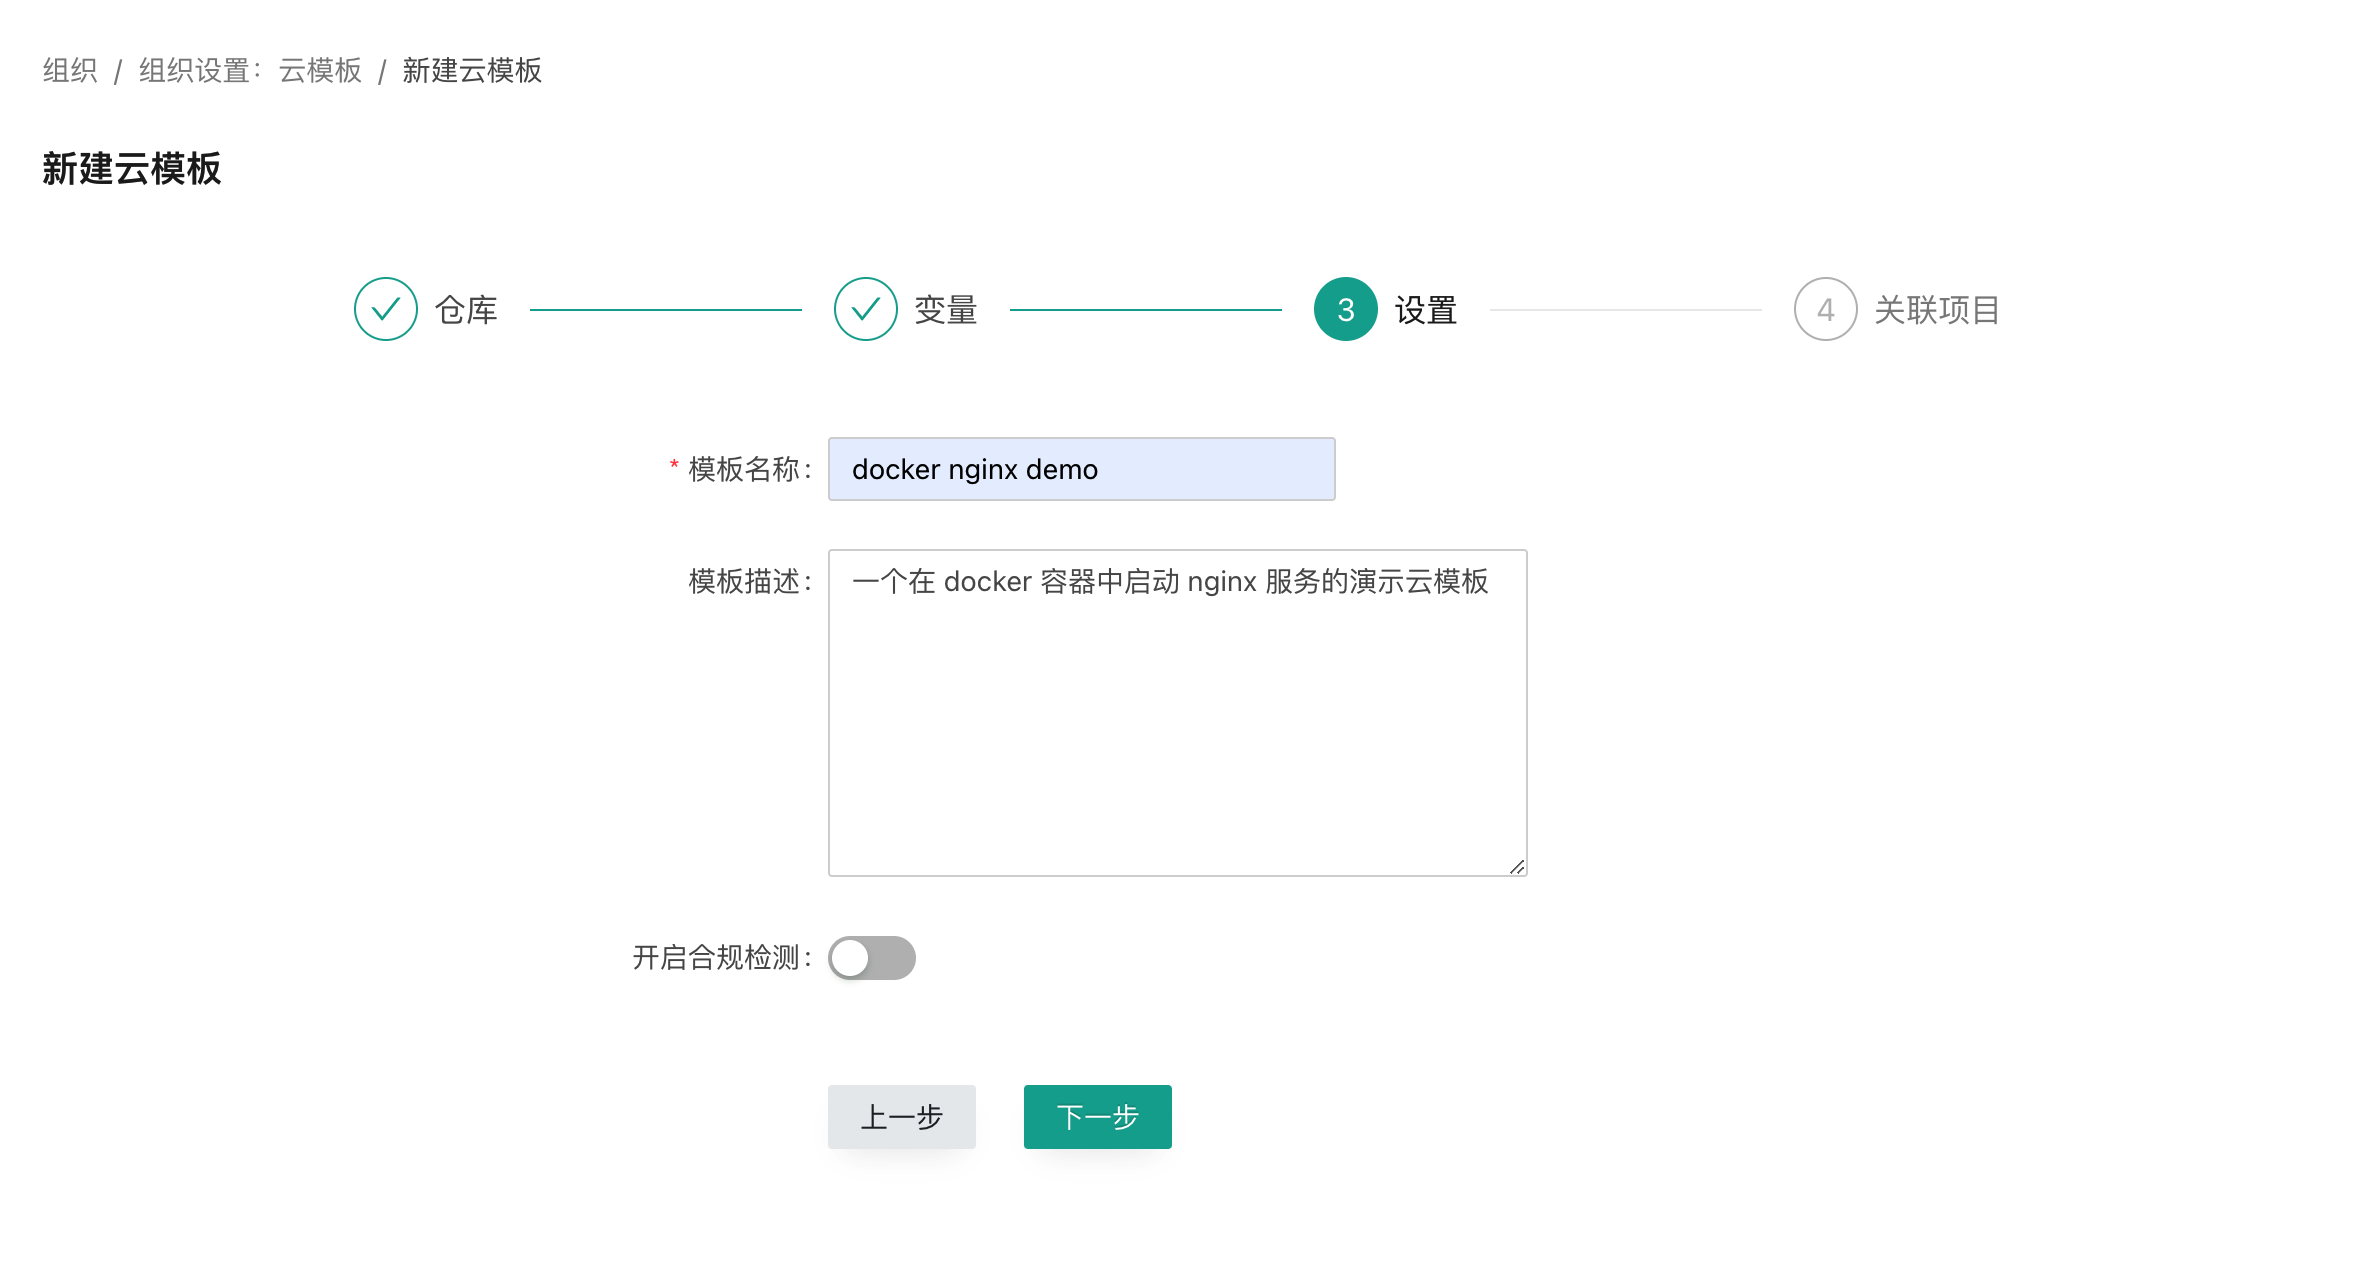 组织 / 组织设置：云模板 / 新建云模板
新建云模板
仓库 变量 3 设置 4 关联项目
* 模板名称： docker nginx demo
模板描述： 一个在 docker 容器中启动 nginx 服务的演示云模板
开启合规检测：
上一步 下一步